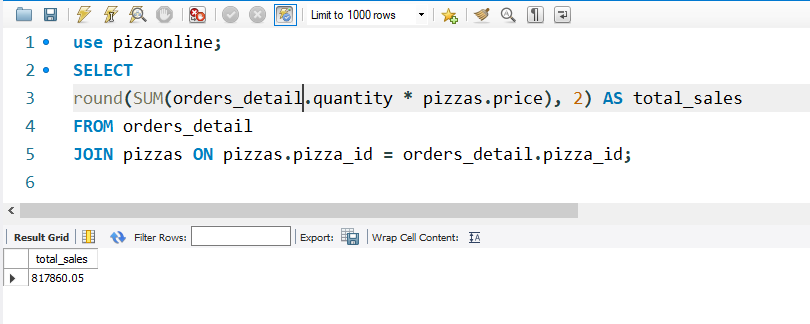 Limit to 1000 rows
1 use pizaonline;
2 SELECT
3 round(SUM(orders_detail.quantity * pizzas.price), 2) AS total_sales
4 FROM orders_detail
5 JOIN pizzas ON pizzas.pizza_id = orders_detail.pizza_id;
6
Result Grid Filter Rows: Export: Wrap Cell Content:
total_sales
817860.05